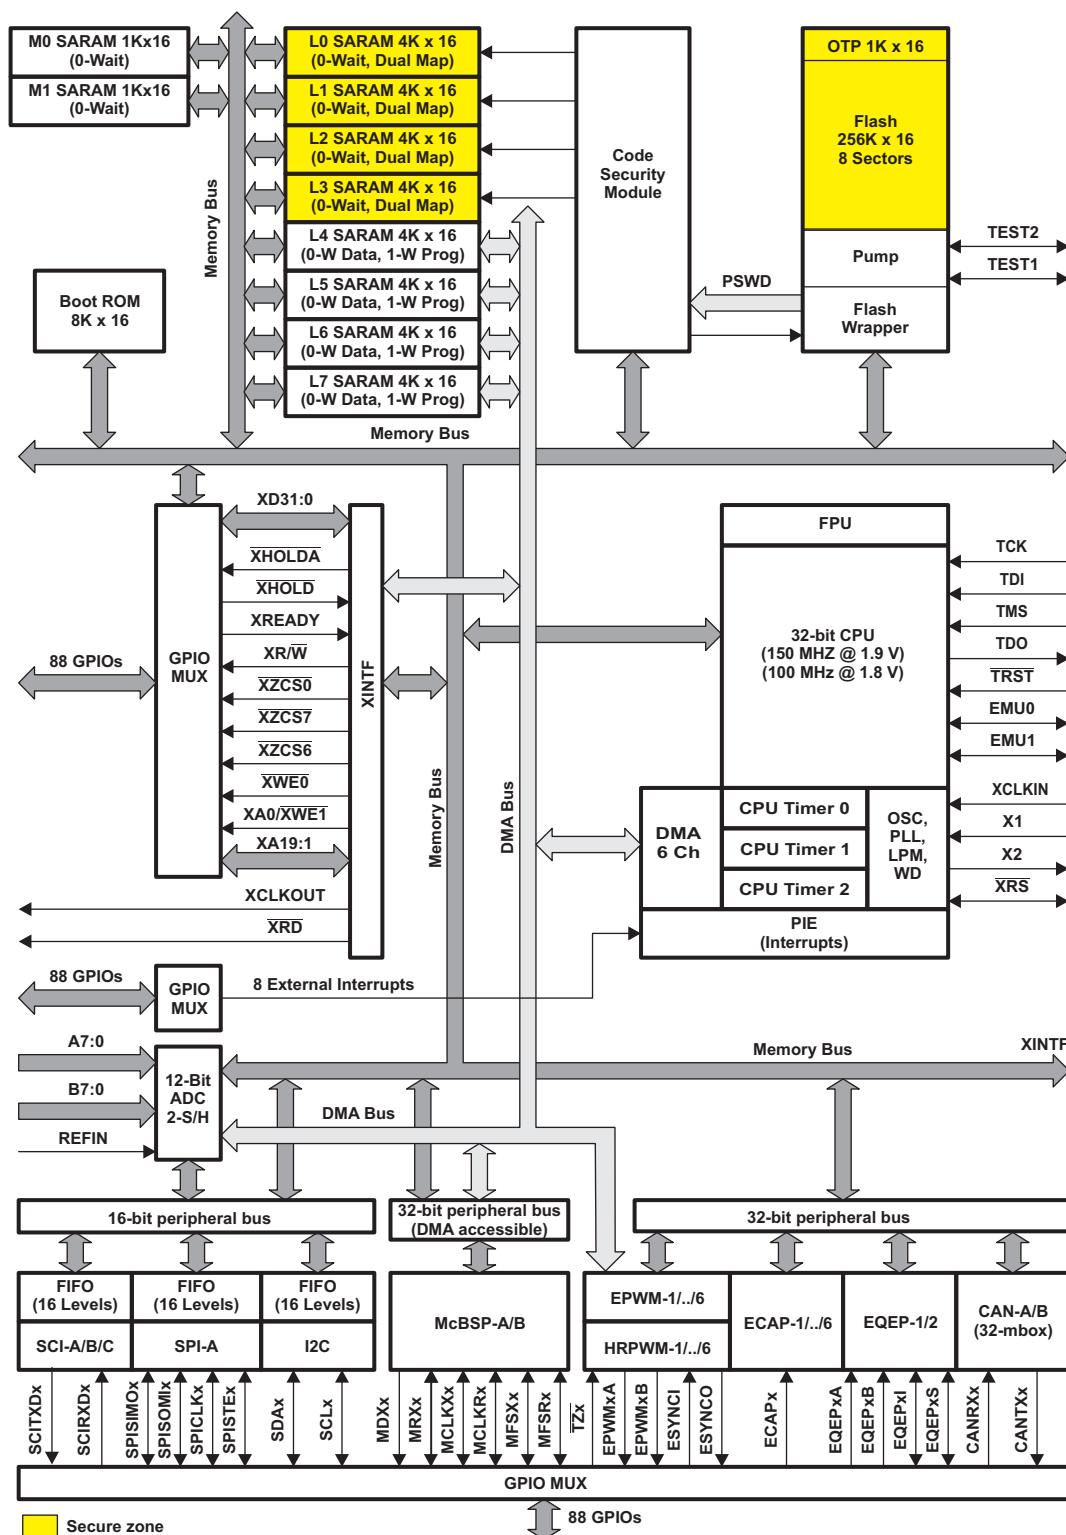 M0 SARAM 1Kx16
(0-Wait)
M1 SARAM 1Kx16
(0-Wait)
L0 SARAM 4K x 16
(0-Wait, Dual Map)
L1 SARAM 4K x 16
(0-Wait, Dual Map)
L2 SARAM 4K x 16
(0-Wait, Dual Map)
L3 SARAM 4K x 16
(0-Wait, Dual Map)
L4 SARAM 4K x 16
(0-W Data, 1-W Prog)
L5 SARAM 4K x 16
(0-W Data, 1-W Prog)
L6 SARAM 4K x 16
(0-W Data, 1-W Prog)
L7 SARAM 4K x 16
(0-W Data, 1-W Prog)
Memory Bus
Boot ROM
8K x 16
Code
Security
Module
OTP 1K x 16
Flash
256K x 16
8 Sectors
Pump
Flash
Wrapper
PSWD
TEST2
TEST1
Memory Bus
XD31:0
XHOLDA
XHOLD
XREADY
XR/W
XZCS0
XZCS7
XZCS6
XWE0
XA0/XWE1
XA19:1
XCLKOUT
XRD
88 GPIOs
GPIO
MUX
XINTF
Memory Bus
DMA Bus
FPU
32-bit CPU
(150 MHZ @ 1.9 V)
(100 MHz @ 1.8 V)
TCK
TDI
TMS
TDO
TRST
EMU0
EMU1
XCLKIN
X1
X2
XRS
DMA
6 Ch
CPU Timer 0
CPU Timer 1
CPU Timer 2
OSC,
PLL,
LPM,
WD
PIE
(Interrupts)
88 GPIOs
GPIO
MUX
8 External Interrupts
A7:0
B7:0
REFIN
12-Bit
ADC
2-S/H
Memory Bus
XINTF
DMA Bus
16-bit peripheral bus
32-bit peripheral bus
(DMA accessible)
32-bit peripheral bus
FIFO
(16 Levels)
FIFO
(16 Levels)
FIFO
(16 Levels)
SCI-A/B/C
SPI-A
I2C
McBSP-A/B
EPWM-1/../6
HRPWM-1/../6
ECAP-1/../6
EQEP-1/2
CAN-A/B
(32-mbox)
SCITXDx
SCIRXDx
SPISIMOx
SPISOMIx
SPICLKx
SPISTEx
SDAx
SCLx
MDXx
MRXx
MCLKXx
MCLKRx
MFSXx
MFSRx
TZx
EPWMxA
EPWMxB
ESYNCI
ESYNCO
ECAPx
EQEPxA
EQEPxB
EQEPxI
EQEPxS
CANRXx
CANTXx
GPIO MUX
88 GPIOs
Secure zone